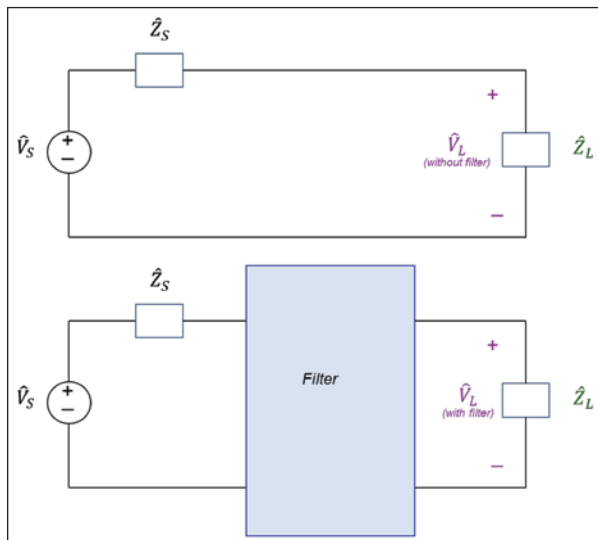 Ẑ_S
+
V̂_S
+
−
V̂_L
(without filter)
Ẑ_L
−
Ẑ_S
+
V̂_S
+
−
Filter
V̂_L
(with filter)
Ẑ_L
−